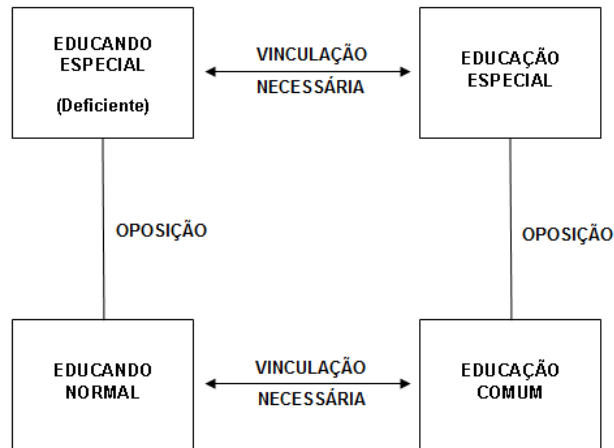 EDUCANDO
ESPECIAL
(Deficiente)
VINCULAÇÃO
NECESSÁRIA
EDUCAÇÃO
ESPECIAL
OPOSIÇÃO
OPOSIÇÃO
EDUCANDO
NORMAL
VINCULAÇÃO
NECESSÁRIA
EDUCAÇÃO
COMUM